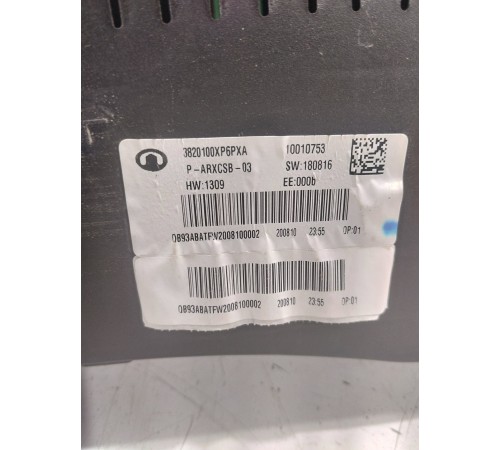 3820100XP6PXA 10010753
P-ARXCSB-03 SW:180816
HW:1309 EE:000b
0B93ABATFW2008100002 200810 23:55 OP:01
0B93ABATFW2008100002 200810 23:55 OP:01